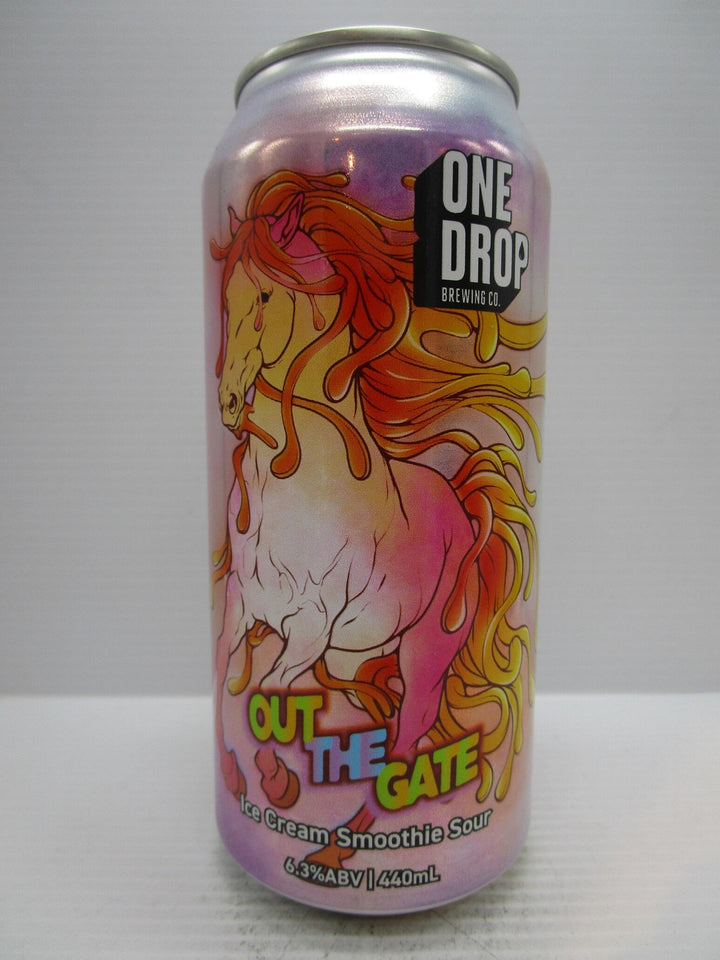 ONE
DROP
BREWING CO.
OUT
THE
GATE
Ice Cream Smoothie Sour
6.3%ABV | 440mL